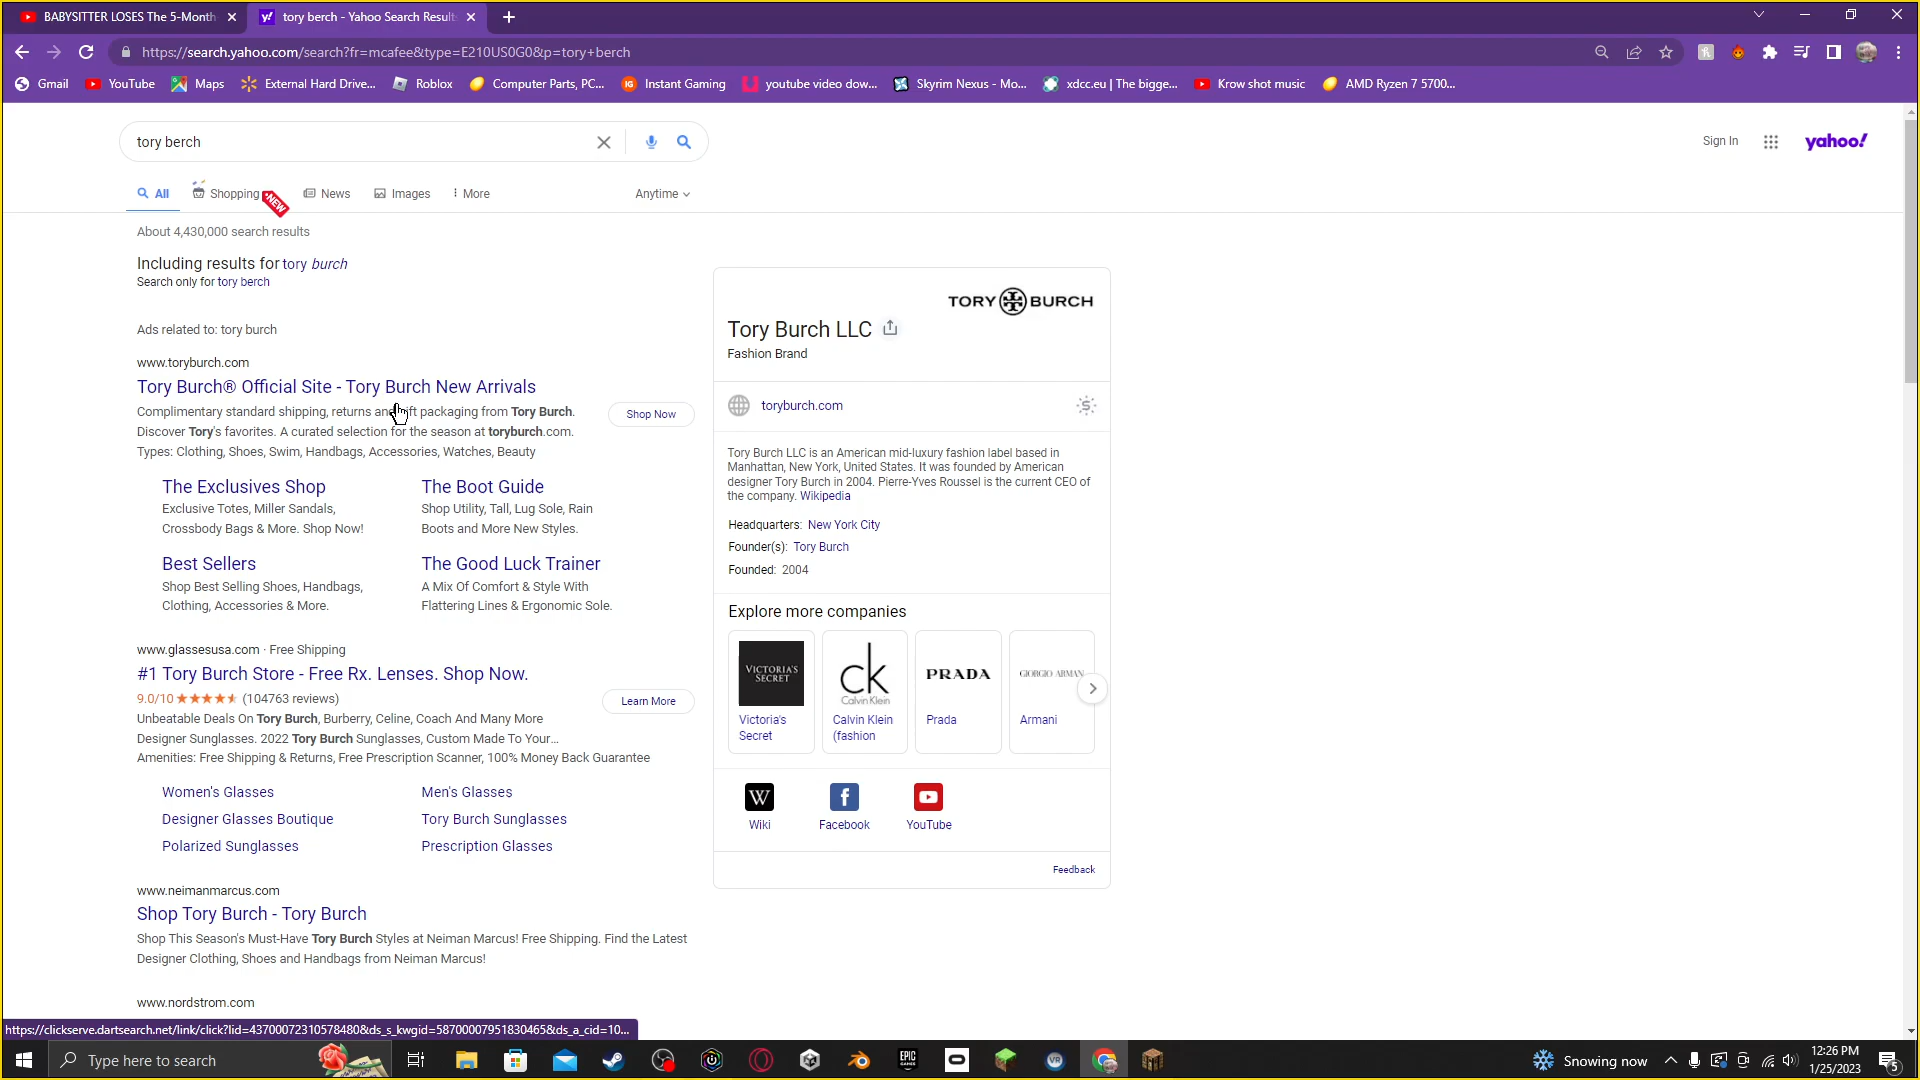 BABYSITTER LOSES The 5-Month
tory berch - Yahoo Search Results
https://search.yahoo.com/search?fr=mcafee&type=E210US0G0&p=tory+berch
Gmail
YouTube
Maps
External Hard Drive...
Roblox
Computer Parts, PC...
Instant Gaming
youtube video dow...
Skyrim Nexus - Mo...
xdcc.eu | The bigge...
Krow shot music
AMD Ryzen 7 5700...
tory berch
Sign In
yahoo!
All
Shopping
NEW
News
Images
More
Anytime
About 4,430,000 search results
Including results for tory burch
Search only for tory berch
Ads related to: tory burch
www.toryburch.com
Tory Burch® Official Site - Tory Burch New Arrivals
Complimentary standard shipping, returns and gift packaging from Tory Burch.
Discover Tory's favorites. A curated selection for the season at toryburch.com.
Types: Clothing, Shoes, Swim, Handbags, Accessories, Watches, Beauty
Shop Now
The Exclusives Shop
Exclusive Totes, Miller Sandals,
Crossbody Bags & More. Shop Now!
The Boot Guide
Shop Utility, Tall, Lug Sole, Rain
Boots and More New Styles.
Best Sellers
Shop Best Selling Shoes, Handbags,
Clothing, Accessories & More.
The Good Luck Trainer
A Mix Of Comfort & Style With
Flattering Lines & Ergonomic Sole.
www.glassesusa.com · Free Shipping
#1 Tory Burch Store - Free Rx. Lenses. Shop Now.
9.0/10 ★★★★★ (104763 reviews)
Unbeatable Deals On Tory Burch, Burberry, Celine, Coach And Many More
Designer Sunglasses. 2022 Tory Burch Sunglasses, Custom Made To Your...
Amenities: Free Shipping & Returns, Free Prescription Scanner, 100% Money Back Guarantee
Learn More
Women's Glasses
Men's Glasses
Designer Glasses Boutique
Tory Burch Sunglasses
Polarized Sunglasses
Prescription Glasses
www.neimanmarcus.com
Shop Tory Burch - Tory Burch
Shop This Season's Must-Have Tory Burch Styles at Neiman Marcus! Free Shipping. Find the Latest
Designer Clothing, Shoes and Handbags from Neiman Marcus!
www.nordstrom.com
TORY BURCH
Tory Burch LLC
Fashion Brand
toryburch.com
Tory Burch LLC is an American mid-luxury fashion label based in
Manhattan, New York, United States. It was founded by American
designer Tory Burch in 2004. Pierre-Yves Roussel is the current CEO of
the company. Wikipedia
Headquarters: New York City
Founder(s): Tory Burch
Founded: 2004
Explore more companies
VICTORIA'S
SECRET
Victoria's
Secret
ck
Calvin Klein
Calvin Klein
(fashion
PRADA
Prada
GIORGIO ARMAN
Armani
W
Wiki
Facebook
YouTube
Feedback
https://clickserve.dartsearch.net/link/click?lid=43700072310578480&ds_s_kwgid=58700007951830465&ds_a_cid=10...
Type here to search
EPIC
GAMES
VR
Snowing now
12:26 PM
1/25/2023
5